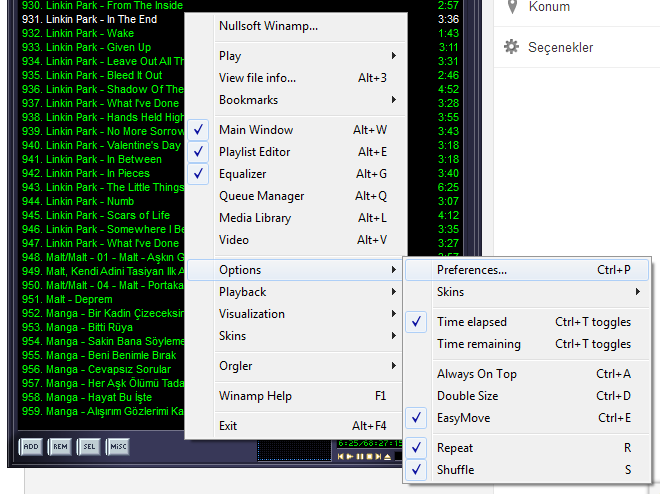 930. Linkin Park - From The Inside 2:57
931. Linkin Park - In The End 3:36
932. Linkin Park - Wake 1:43
933. Linkin Park - Given Up 3:11
934. Linkin Park - Leave Out All Th 3:31
935. Linkin Park - Bleed It Out 2:46
936. Linkin Park - Shadow Of The 4:52
937. Linkin Park - What I've Done 3:28
938. Linkin Park - Hands Held High 3:55
939. Linkin Park - No More Sorrow 3:43
940. Linkin Park - Valentine's Day 3:18
941. Linkin Park - In Between 3:18
942. Linkin Park - In Pieces 3:40
943. Linkin Park - The Little Things 6:25
944. Linkin Park - Numb 3:07
945. Linkin Park - Scars of Life 4:12
946. Linkin Park - Somewhere I Be 3:35
947. Linkin Park - What I've Done 3:27
948. Malt/Malt - 01 - Malt - Aşkın G
949. Malt, Kendi Adini Tasiyan Ilk A
950. Malt/Malt - 04 - Malt - Portaka
951. Malt - Deprem
952. Manga - Bir Kadin Çizeceksin
953. Manga - Bitti Rüya
954. Manga - Sakin Bana Söyleme
955. Manga - Beni Benimle Bırak
956. Manga - Cevapsız Sorular
957. Manga - Her Aşk Ölümü Tada
958. Manga - Hayat Bu İşte
959. Manga - Alışırım Gözlerimi Ka
ADD REM SEL MISC
6:25/68:27:15
Nullsoft Winamp...
Play
View file info... Alt+3
Bookmarks
Main Window Alt+W
Playlist Editor Alt+E
Equalizer Alt+G
Queue Manager Alt+Q
Media Library Alt+L
Video Alt+V
Options
Playback
Visualization
Skins
Orgler
Winamp Help F1
Exit Alt+F4
Preferences... Ctrl+P
Skins
Time elapsed Ctrl+T toggles
Time remaining Ctrl+T toggles
Always On Top Ctrl+A
Double Size Ctrl+D
EasyMove Ctrl+E
Repeat R
Shuffle S
Konum
Seçenekler